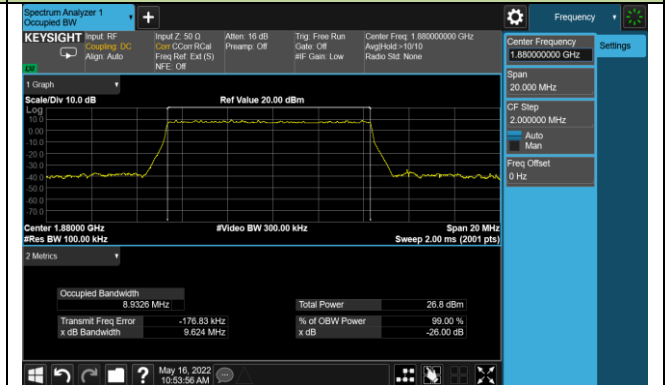 Spectrum Analyzer 1
Occupied BW
+
Frequency
KEYSIGHT
Input: RF
Coupling: DC
Align: Auto
Input Z: 50 Ω
Corr CCorr RCal
Freq Ref: Ext (S)
NFE: Off
Atten: 16 dB
Preamp: Off
Trig: Free Run
Gate: Off
#IF Gain: Low
Center Freq: 1.880000000 GHz
Avg|Hold:>10/10
Radio Std: None
Center Frequency
1.880000000 GHz
Settings
Span
20.000 MHz
CF Step
2.000000 MHz
Auto
Man
Freq Offset
0 Hz
1 Graph
Scale/Div 10.0 dB
Ref Value 20.00 dBm
Log
10.0
0.00
-10.0
-20.0
-30.0
-40.0
-50.0
-60.0
-70.0
Center 1.88000 GHz
#Video BW 300.00 kHz
Span 20 MHz
#Res BW 100.00 kHz
Sweep 2.00 ms (2001 pts)
2 Metrics
Occupied Bandwidth
8.9326 MHz
Total Power
26.8 dBm
Transmit Freq Error
-176.83 kHz
% of OBW Power
99.00 %
x dB Bandwidth
9.624 MHz
x dB
-26.00 dB
?
May 16, 2022
10:53:56 AM